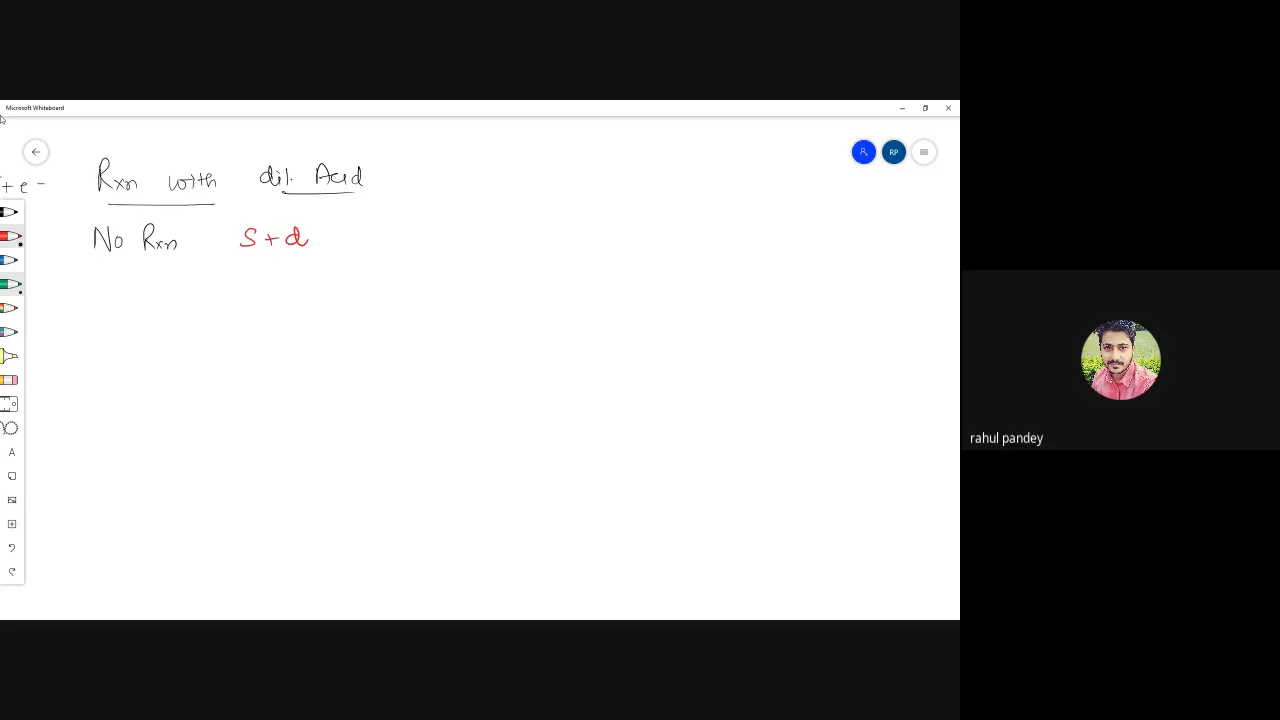 Microsoft Whiteboard
RP
Rxn with dil. Acid
+ e -
No Rxn S + d
A
rahul pandey